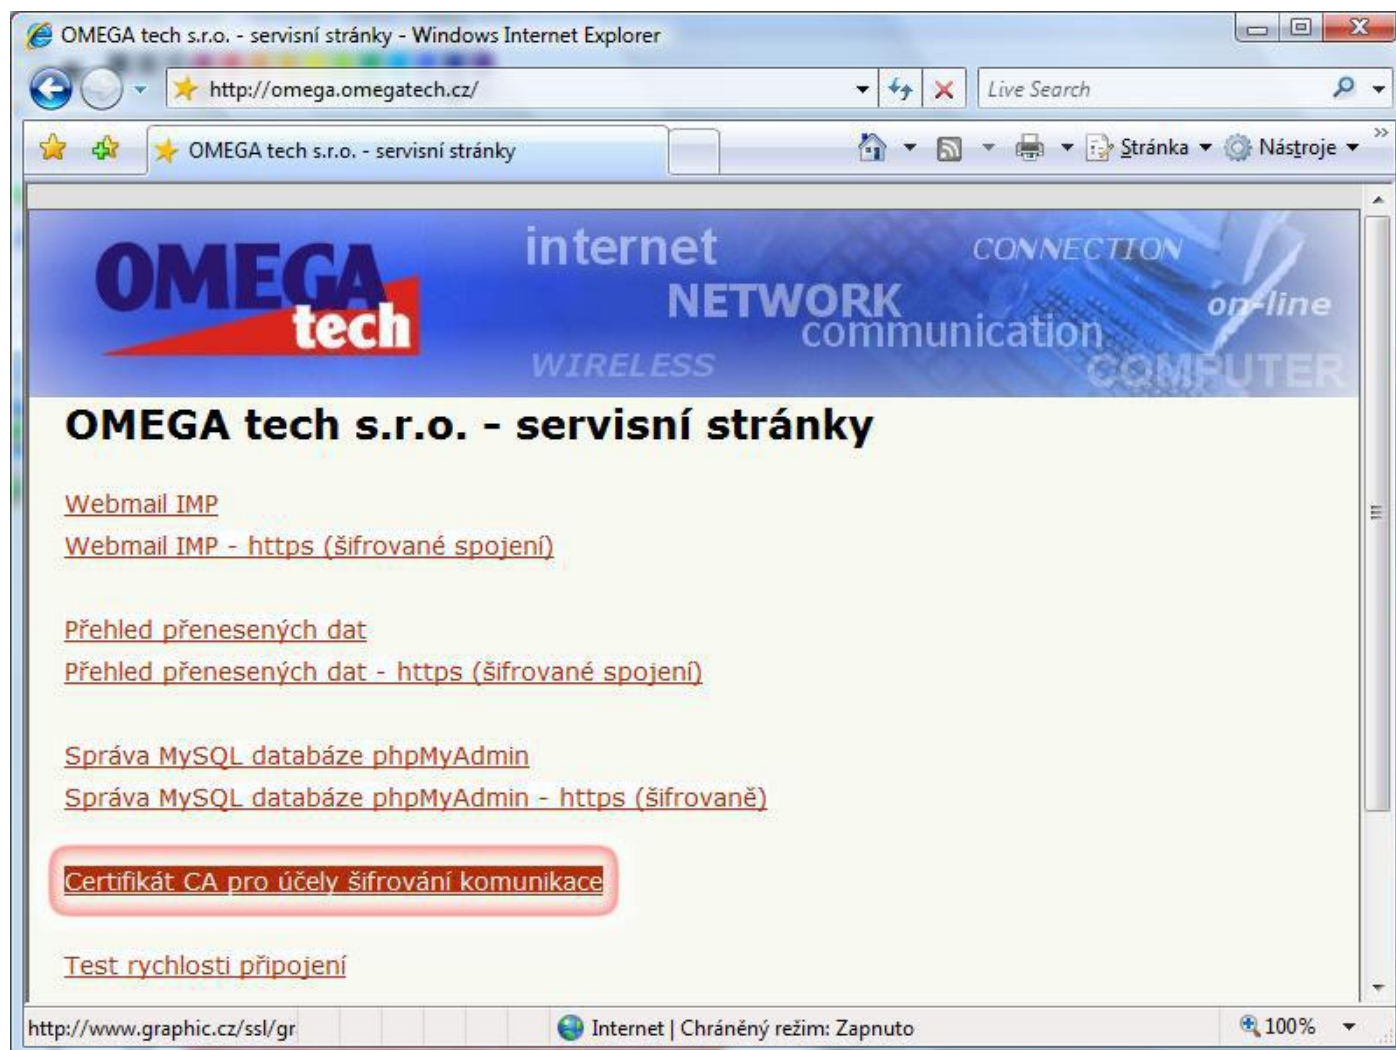 OMEGA tech s.r.o. - servisní stránky - Windows Internet Explorer
http://omega.omegatech.cz/
Live Search
OMEGA tech s.r.o. - servisní stránky
Stránka
Nástroje
OMEGA
tech
internet
CONNECTION
NETWORK
on-line
communication
WIRELESS
COMPUTER
OMEGA tech s.r.o. - servisní stránky
Webmail IMP
Webmail IMP - https (šifrované spojení)
Přehled přenesených dat
Přehled přenesených dat - https (šifrované spojení)
Správa MySQL databáze phpMyAdmin
Správa MySQL databáze phpMyAdmin - https (šifrovaně)
Certifikát CA pro účely šifrování komunikace
Test rychlosti připojení
http://www.graphic.cz/ssl/gr
Internet | Chráněný režim: Zapnuto
100%